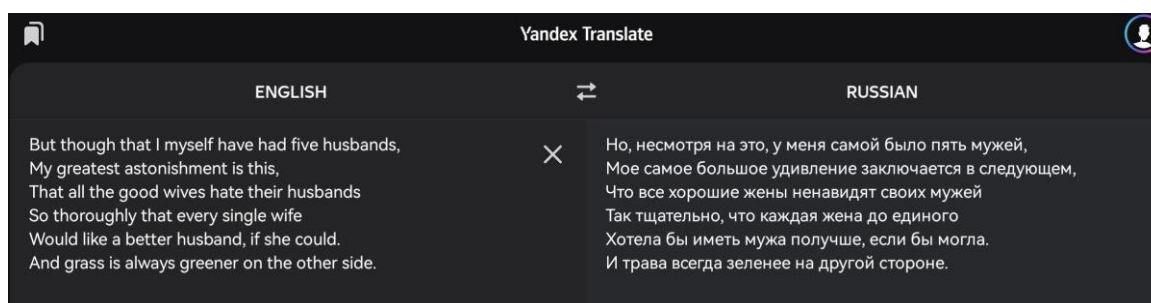 Yandex Translate
ENGLISH
RUSSIAN
But though that I myself have had five husbands,
My greatest astonishment is this,
That all the good wives hate their husbands
So thoroughly that every single wife
Would like a better husband, if she could.
And grass is always greener on the other side.
Но, несмотря на это, у меня самой было пять мужей,
Мое самое большое удивление заключается в следующем,
Что все хорошие жены ненавидят своих мужей
Так тщательно, что каждая жена до единого
Хотела бы иметь мужа получше, если бы могла.
И трава всегда зеленее на другой стороне.